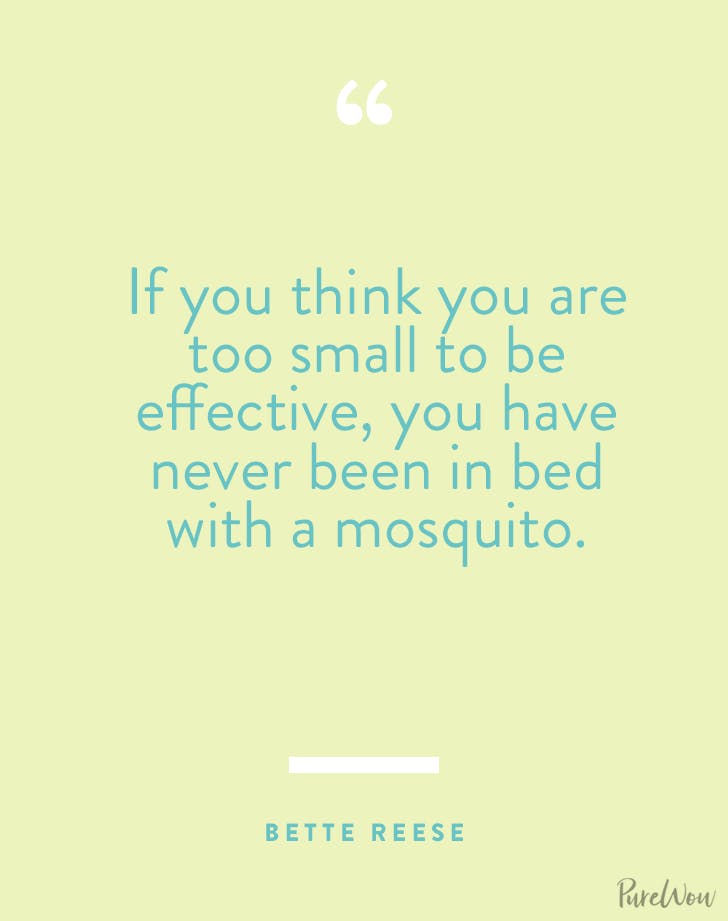 “
If you think you are
too small to be
effective, you have
never been in bed
with a mosquito.
BETTE REESE
PureWow